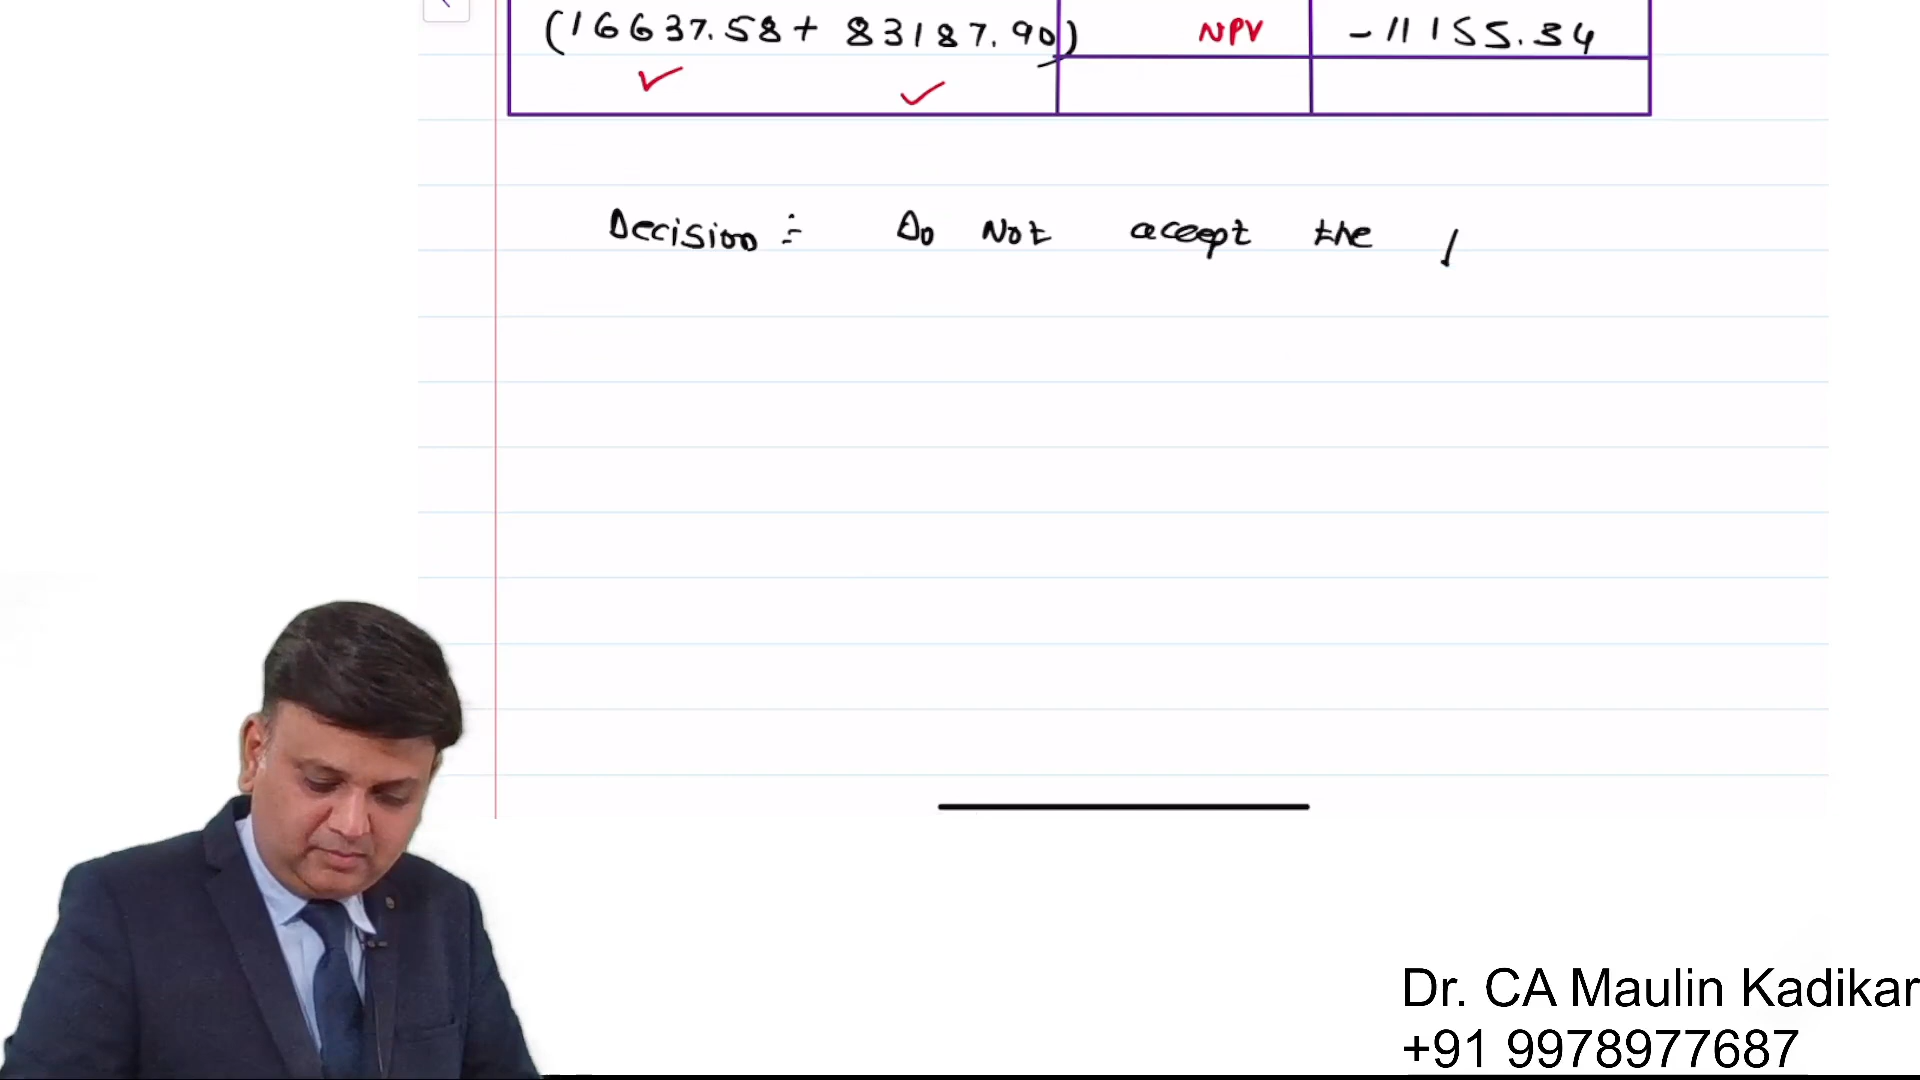 (16637.58 + 83187.90) NPV -11155.34
Decision :- Do Not accept the
Dr. CA Maulin Kadikar
+91 9978977687